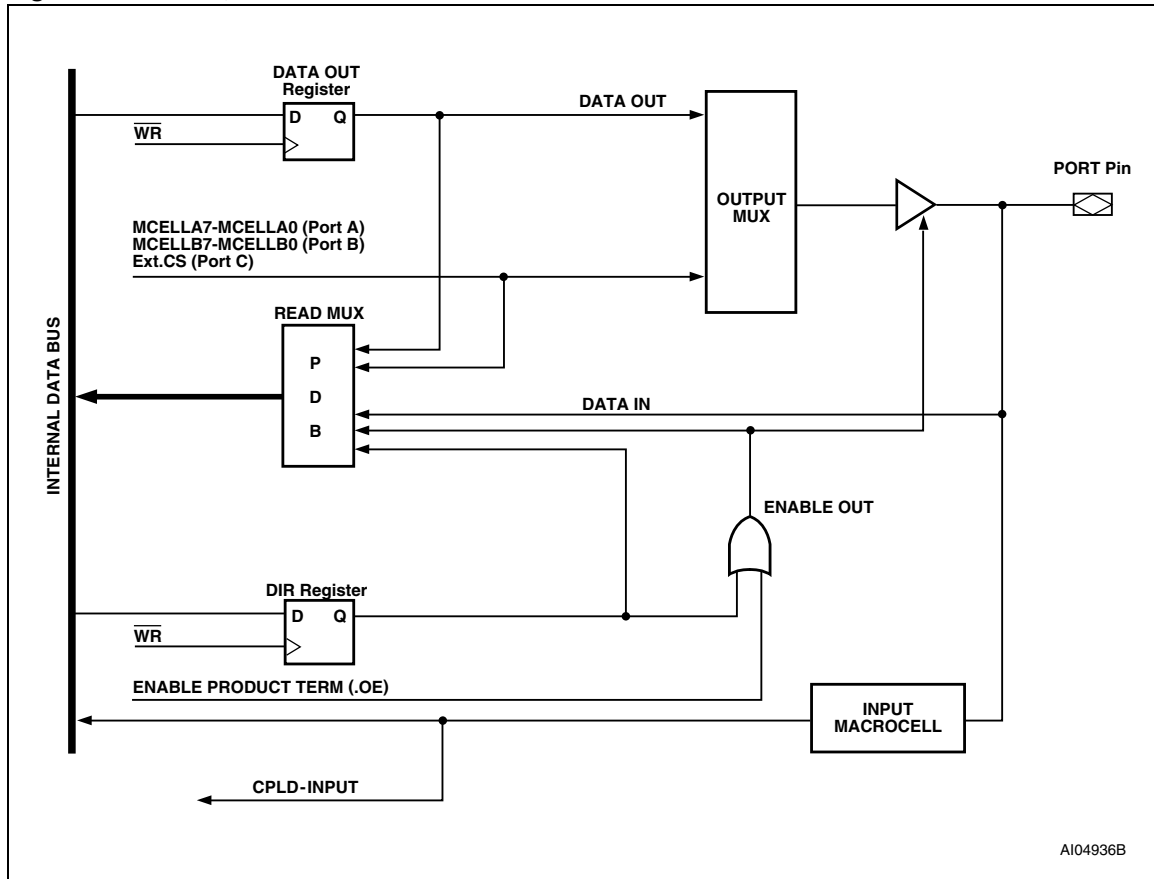 DATA OUT
Register
D Q
DATA OUT
WR
PORT Pin
OUTPUT
MUX
MCELLA7-MCELLA0 (Port A)
MCELLB7-MCELLB0 (Port B)
Ext.CS (Port C)
READ MUX
P
D
B
DATA IN
INTERNAL DATA BUS
ENABLE OUT
DIR Register
D Q
WR
ENABLE PRODUCT TERM (.OE)
INPUT
MACROCELL
CPLD-INPUT
AI04936B